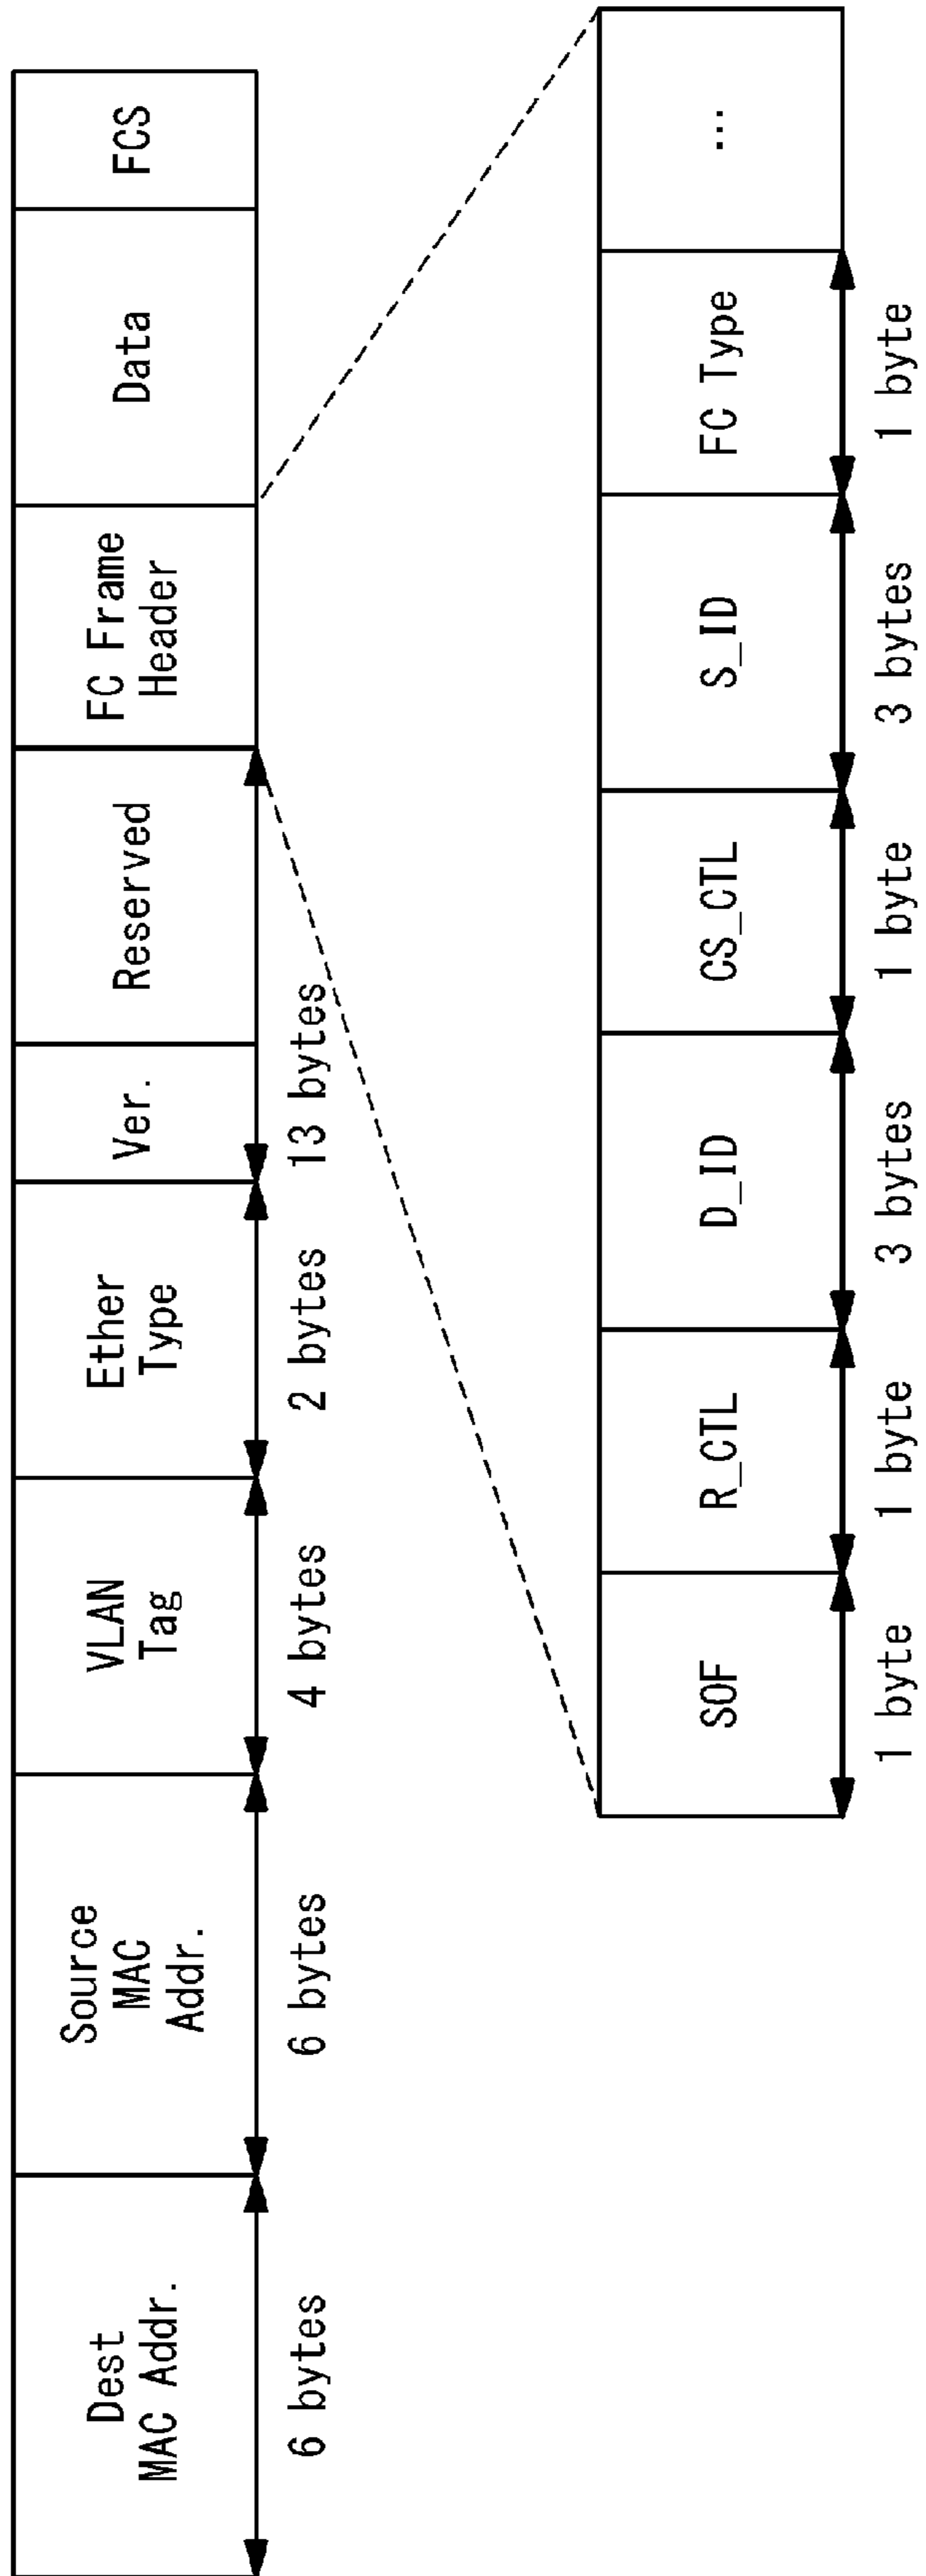 Dest
MAC Addr.
Source
MAC
Addr.
VLAN
Tag
Ether
Type
Ver.
Reserved
FC Frame
Header
Data
FCS
6 bytes
6 bytes
4 bytes
2 bytes
13 bytes
SOF
R_CTL
D_ID
CS_CTL
S_ID
FC Type
...
1 byte
1 byte
3 bytes
1 byte
3 bytes
1 byte